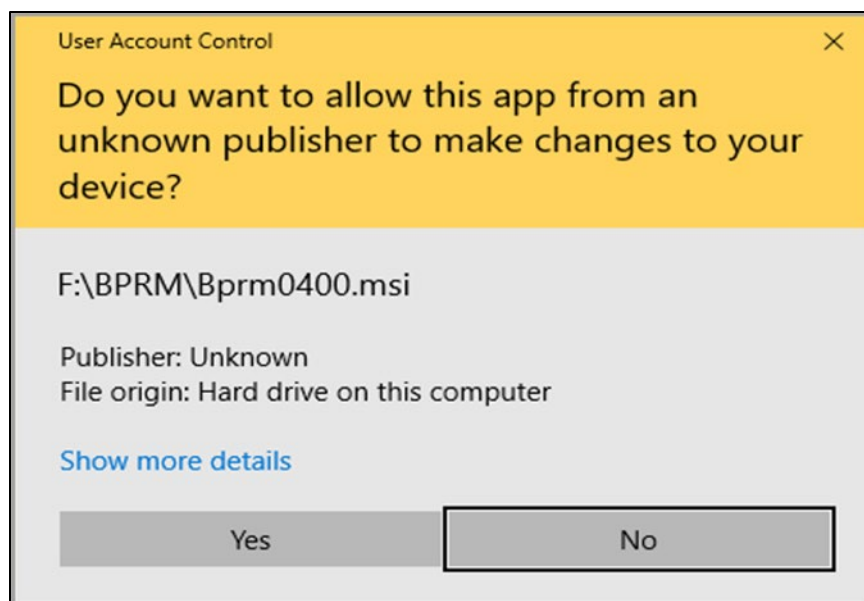 User Account Control
Do you want to allow this app from an
unknown publisher to make changes to your
device?
F:\BPRM\Bprm0400.msi
Publisher: Unknown
File origin: Hard drive on this computer
Show more details
Yes No